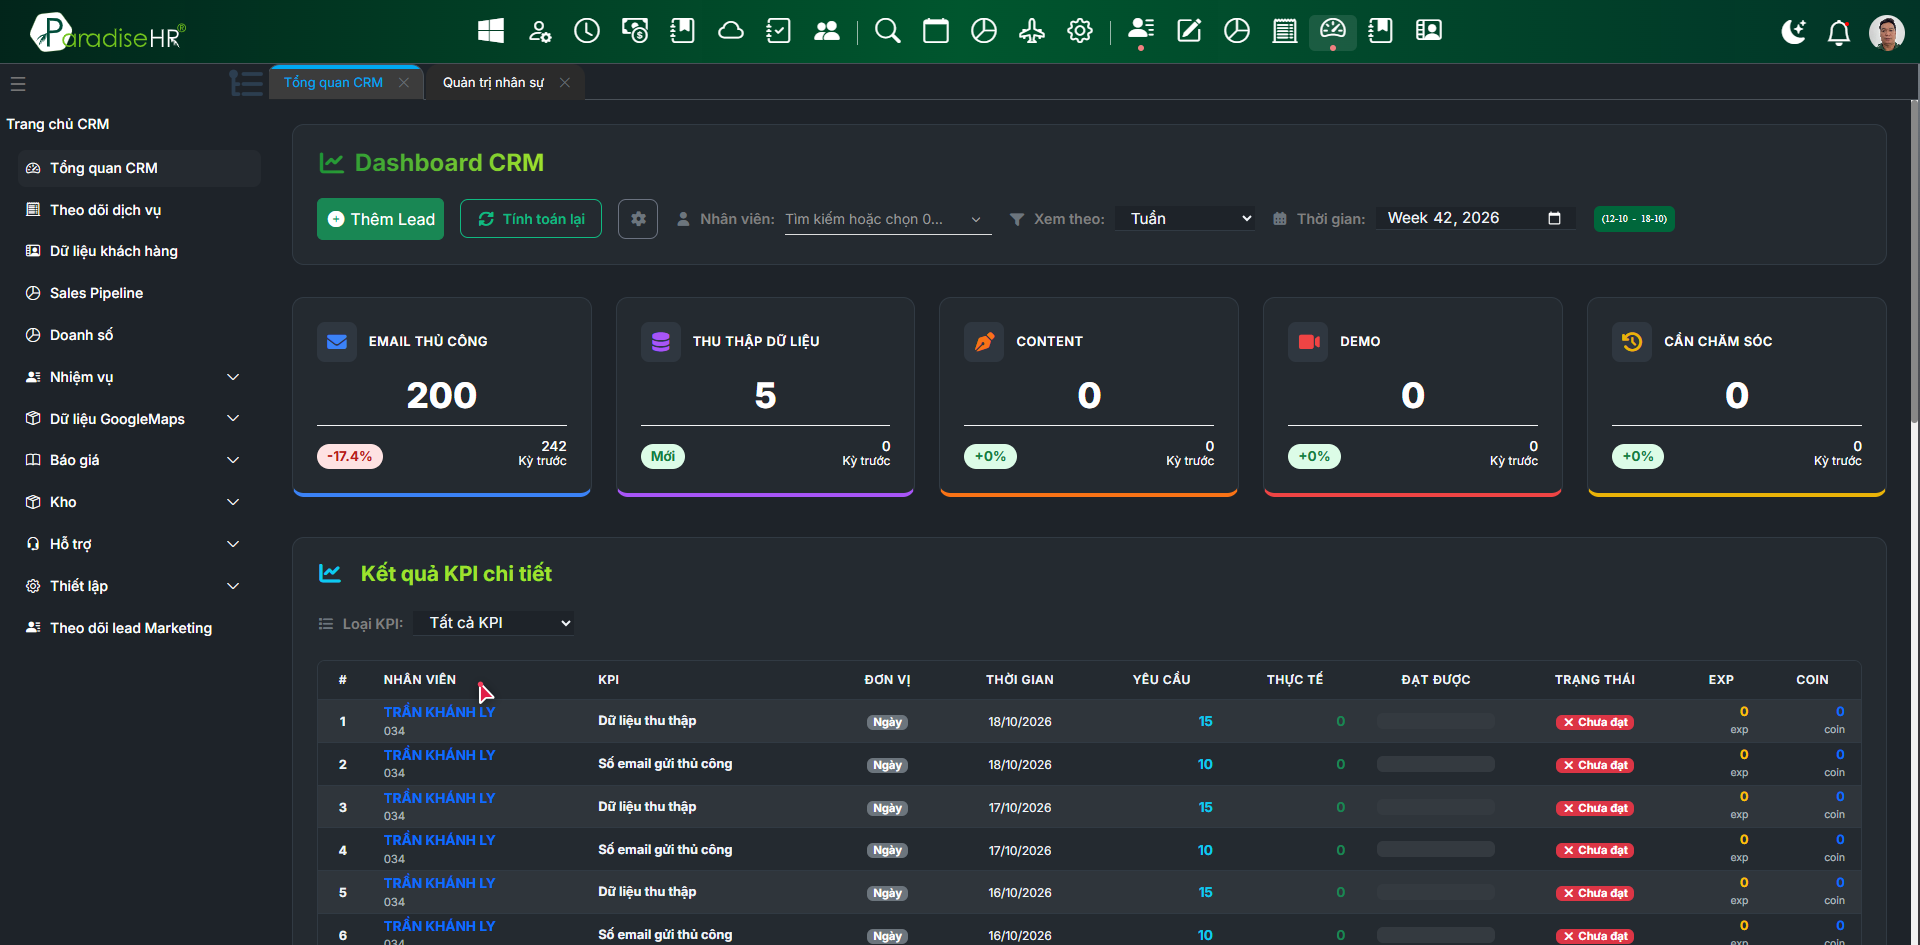 ParadiseHR®
Tổng quan CRM
Quản trị nhân sự
Trang chủ CRM
Tổng quan CRM
Theo dõi dịch vụ
Dữ liệu khách hàng
Sales Pipeline
Doanh số
Nhiệm vụ
Dữ liệu GoogleMaps
Báo giá
Kho
Hỗ trợ
Thiết lập
Theo dõi lead Marketing
Dashboard CRM
Thêm Lead
Tính toán lại
Nhân viên: Tìm kiếm hoặc chọn 0...
Xem theo: Tuần
Thời gian: Week 42, 2026
(12-10 - 18-10)
EMAIL THỦ CÔNG
200
-17.4%
242
Kỳ trước
THU THẬP DỮ LIỆU
5
Mới
0
Kỳ trước
CONTENT
0
+0%
0
Kỳ trước
DEMO
0
+0%
0
Kỳ trước
CẦN CHĂM SÓC
0
+0%
0
Kỳ trước
Kết quả KPI chi tiết
Loại KPI: Tất cả KPI
# NHÂN VIÊN KPI ĐƠN VỊ THỜI GIAN YÊU CẦU THỰC TẾ ĐẠT ĐƯỢC TRẠNG THÁI EXP COIN
1 TRẦN KHÁNH LY 034 Dữ liệu thu thập Ngày 18/10/2026 15 0 Chưa đạt 0 exp 0 coin
2 TRẦN KHÁNH LY 034 Số email gửi thủ công Ngày 18/10/2026 10 0 Chưa đạt 0 exp 0 coin
3 TRẦN KHÁNH LY 034 Dữ liệu thu thập Ngày 17/10/2026 15 0 Chưa đạt 0 exp 0 coin
4 TRẦN KHÁNH LY 034 Số email gửi thủ công Ngày 17/10/2026 10 0 Chưa đạt 0 exp 0 coin
5 TRẦN KHÁNH LY 034 Dữ liệu thu thập Ngày 16/10/2026 15 0 Chưa đạt 0 exp 0 coin
6 TRẦN KHÁNH LY 034 Số email gửi thủ công Ngày 16/10/2026 10 0 Chưa đạt 0 exp 0 coin